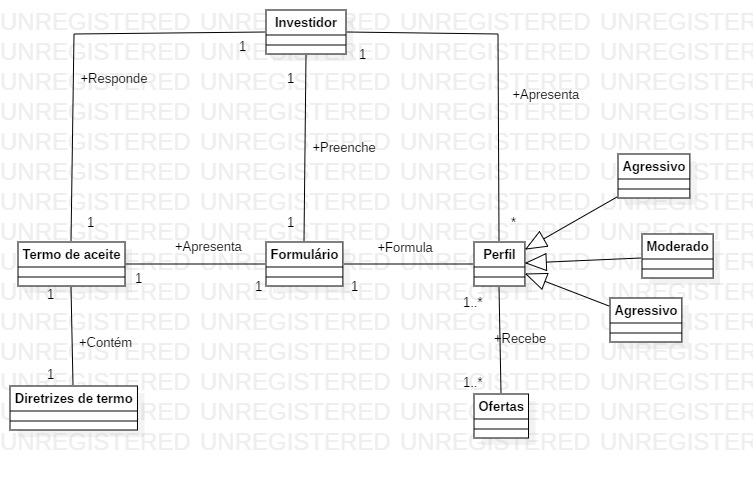 UNREGISTERED UNREGISTERED UNREGISTERED UNREGISTERED
Investidor
1
1
1
+Responde
+Apresenta
+Preenche
Agressivo
1
1
*
Termo de aceite
+Apresenta
Formulário
+Formula
Perfil
Moderado
1
1
1
1
1..*
Agressivo
+Contém
+Recebe
1
1..*
Diretrizes de termo
Ofertas